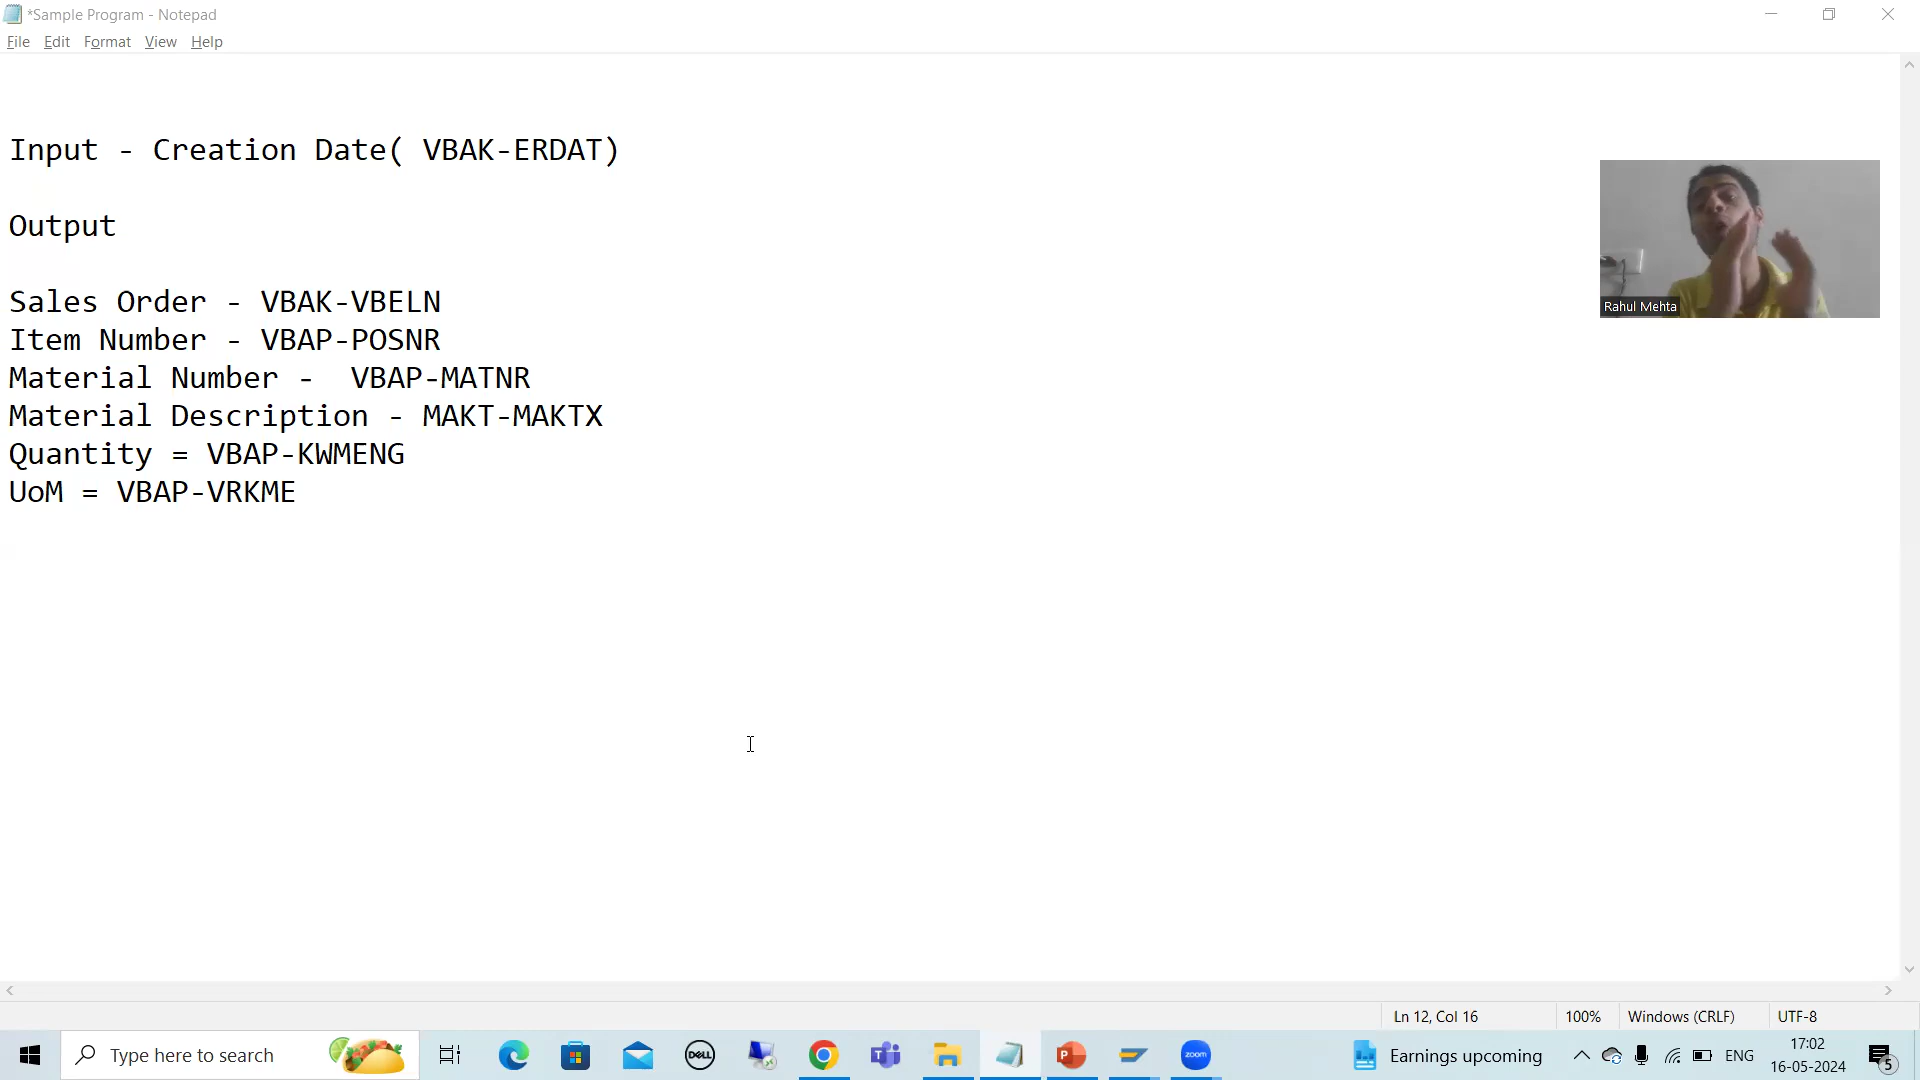 *Sample Program - Notepad
File Edit Format View Help
Input - Creation Date( VBAK-ERDAT)
Output
Sales Order - VBAK-VBELN
Item Number - VBAP-POSNR
Material Number -  VBAP-MATNR
Material Description - MAKT-MAKTX
Quantity = VBAP-KWMENG
UoM = VBAP-VRKME
Rahul Mehta
Ln 12, Col 16 100% Windows (CRLF) UTF-8
Type here to search
DELL
zoom
Earnings upcoming
ENG
17:02
16-05-2024
5